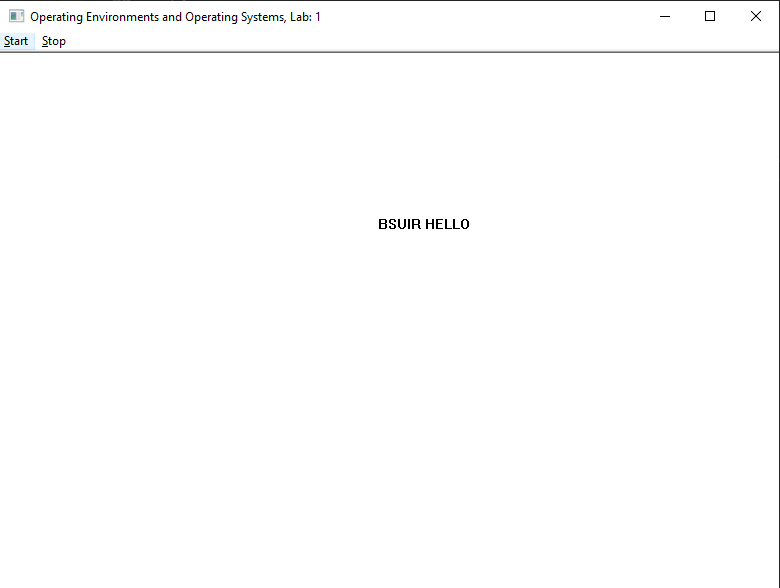 Operating Environments and Operating Systems, Lab: 1
Start Stop
BSUIR HELLO